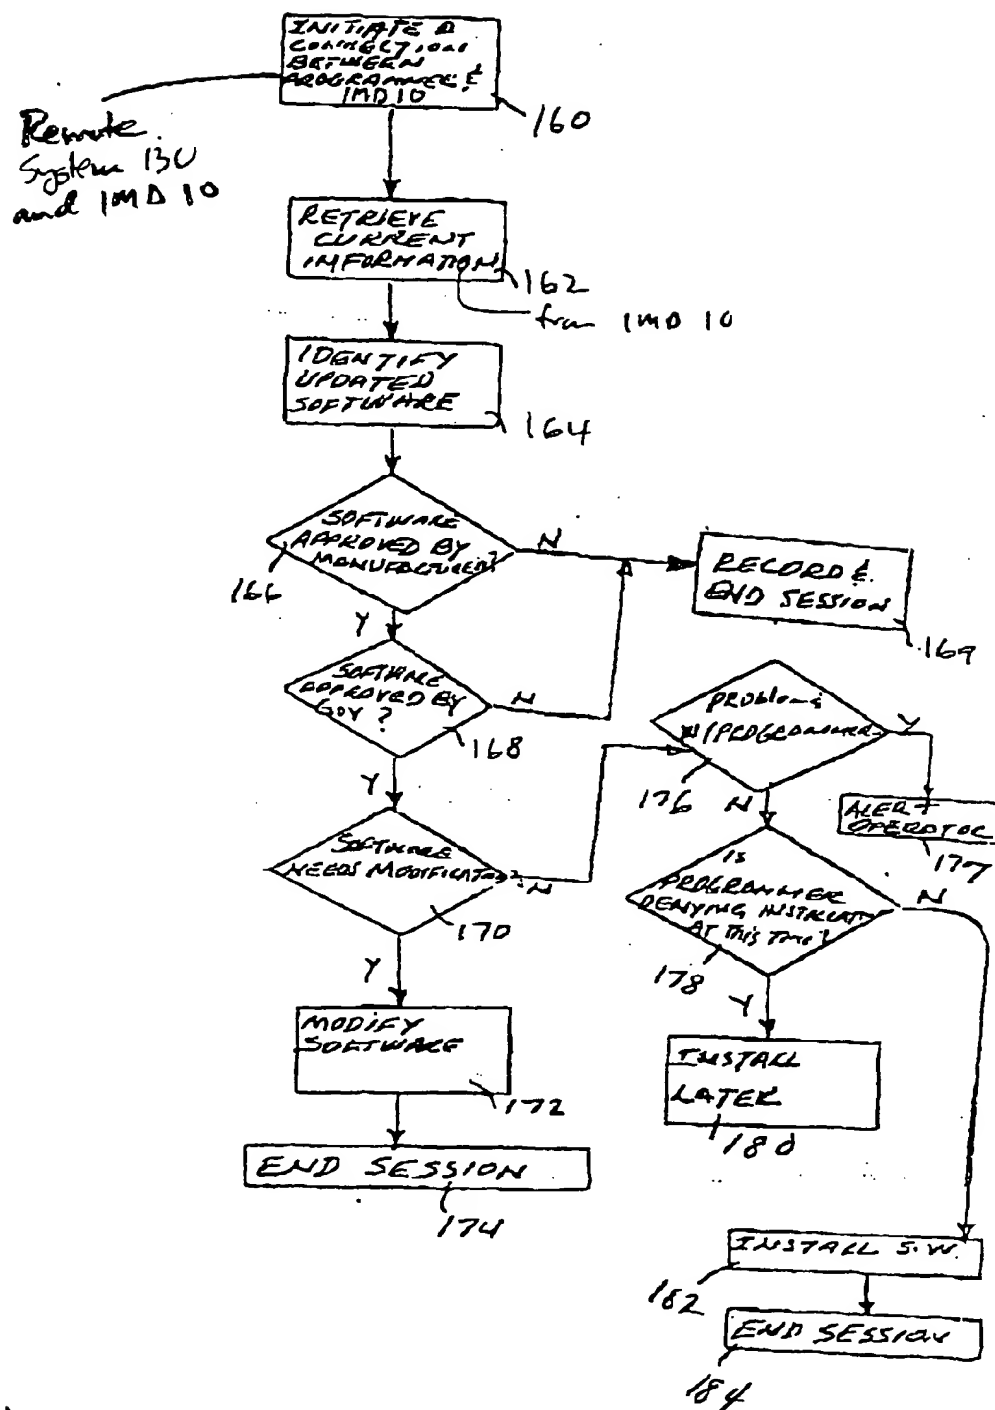 INITIATE A
CONNECTION
BETWEEN
PROGRAMMER &
IMD 10
160
Remote
System 130
and IMD 10
RETRIEVE
CURRENT
INFORMATION
162
from IMD 10
IDENTIFY
UPDATED
SOFTWARE
164
SOFTWARE
APPROVED BY
MANUFACTURER?
166
N
Y
RECORD &
END SESSION
169
SOFTWARE
APPROVED BY
GOV ?
168
N
Y
PROBLEMS
W/PROGRAMMER
176
Y
N
ALERT
OPERATOR
177
SOFTWARE
NEEDS MODIFICATION?
170
N
Y
IS
PROGRAMMER
DENYING INSTALLATN
AT THIS TIME?
178
N
Y
MODIFY
SOFTWARE
172
INSTALL
LATER
180
END SESSION
174
INSTALL S.W.
182
END SESSION
184